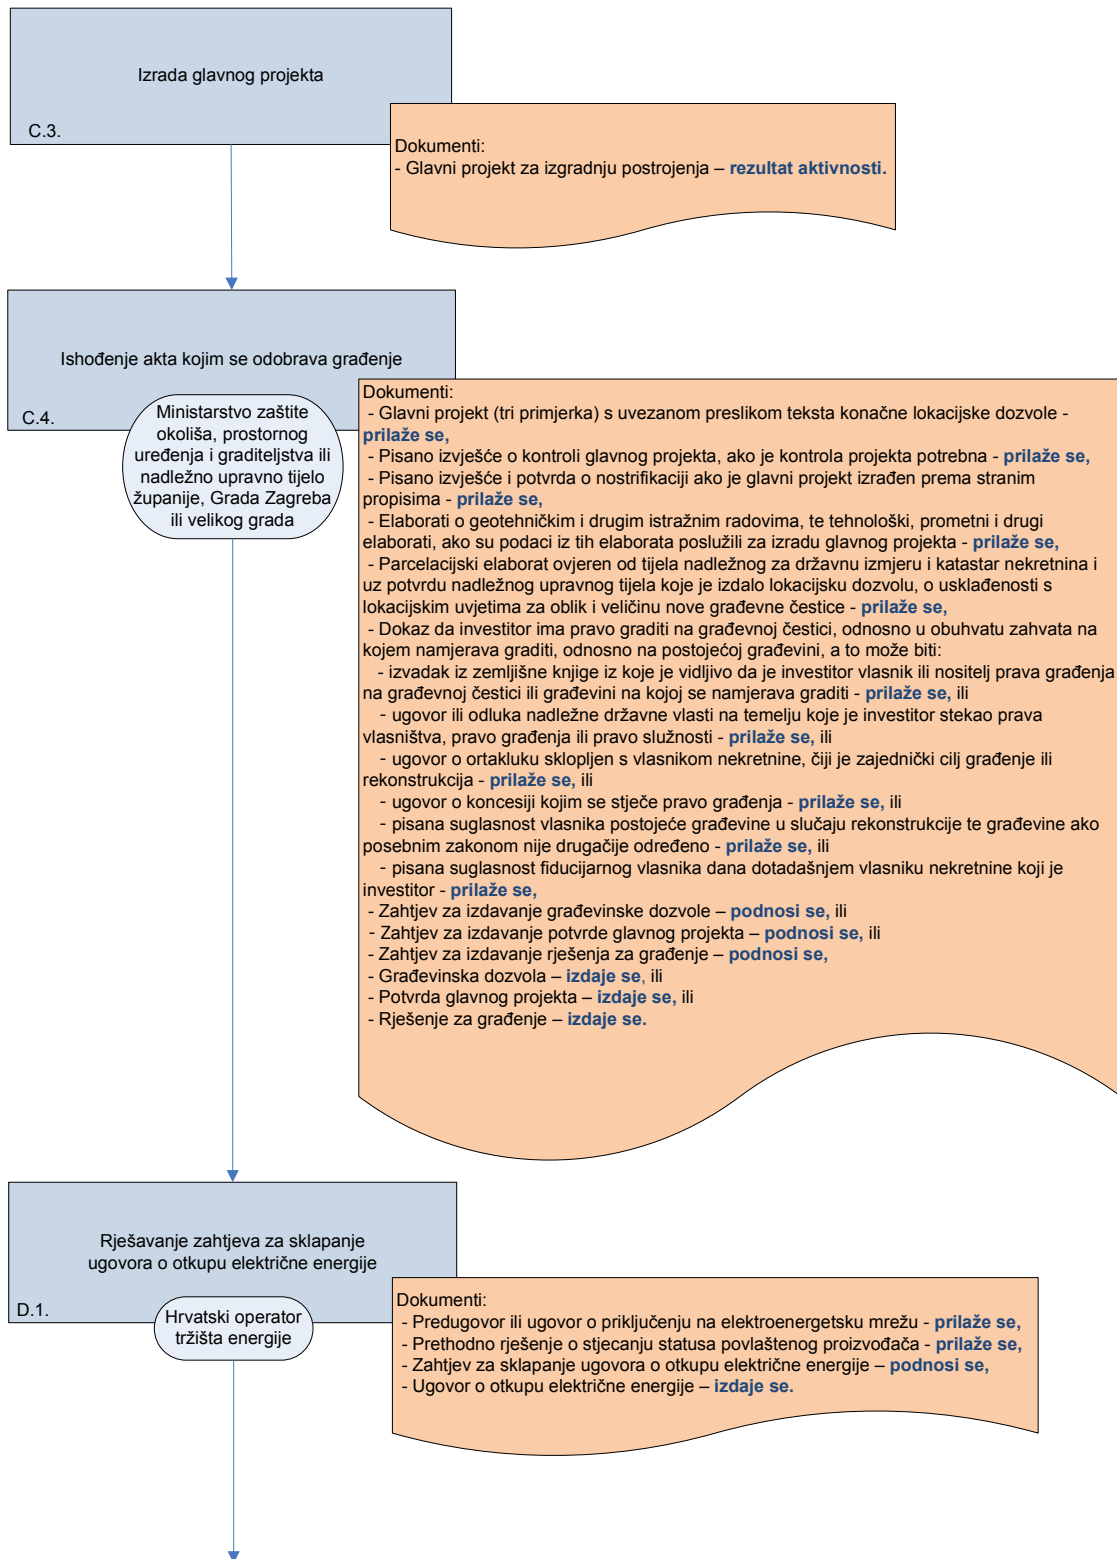 Izrada glavnog projekta
C.3.
Dokumenti:
- Glavni projekt za izgradnju postrojenja – rezultat aktivnosti.
Ishođenje akta kojim se odobrava građenje
C.4.
Ministarstvo zaštite
okoliša, prostornog
uređenja i graditeljstva ili
nadležno upravno tijelo
županije, Grada Zagreba
ili velikog grada
Dokumenti:
- Glavni projekt (tri primjerka) s uvezanom preslikom teksta konačne lokacijske dozvole -
prilaže se,
- Pisano izvješće o kontroli glavnog projekta, ako je kontrola projekta potrebna - prilaže se,
- Pisano izvješće i potvrda o nostrifikaciji ako je glavni projekt izrađen prema stranim
propisima - prilaže se,
- Elaborati o geotehničkim i drugim istražnim radovima, te tehnološki, prometni i drugi
elaborati, ako su podaci iz tih elaborata poslužili za izradu glavnog projekta - prilaže se,
- Parcelacijski elaborat ovjeren od tijela nadležnog za državnu izmjeru i katastar nekretnina i
uz potvrdu nadležnog upravnog tijela koje je izdalo lokacijsku dozvolu, o usklađenosti s
lokacijskim uvjetima za oblik i veličinu nove građevne čestice - prilaže se,
- Dokaz da investitor ima pravo graditi na građevnoj čestici, odnosno u obuhvatu zahvata na
kojem namjerava graditi, odnosno na postojećoj građevini, a to može biti:
- izvadak iz zemljišne knjige iz koje je vidljivo da je investitor vlasnik ili nositelj prava građenja
na građevnoj čestici ili građevini na kojoj se namjerava graditi - prilaže se, ili
- ugovor ili odluka nadležne državne vlasti na temelju koje je investitor stekao prava
vlasništva, pravo građenja ili pravo služnosti - prilaže se, ili
- ugovor o ortakluku sklopljen s vlasnikom nekretnine, čiji je zajednički cilj građenje ili
rekonstrukcija - prilaže se, ili
- ugovor o koncesiji kojim se stječe pravo građenja - prilaže se, ili
- pisana suglasnost vlasnika postojeće građevine u slučaju rekonstrukcije te građevine ako
posebnim zakonom nije drugačije određeno - prilaže se, ili
- pisana suglasnost fiducijarnog vlasnika dana dotadašnjem vlasniku nekretnine koji je
investitor - prilaže se,
- Zahtjev za izdavanje građevinske dozvole – podnosi se, ili
- Zahtjev za izdavanje potvrde glavnog projekta – podnosi se, ili
- Zahtjev za izdavanje rješenja za građenje – podnosi se,
- Građevinska dozvola – izdaje se, ili
- Potvrda glavnog projekta – izdaje se, ili
- Rješenje za građenje – izdaje se.
Rješavanje zahtjeva za sklapanje
ugovora o otkupu električne energije
D.1.
Hrvatski operator
tržišta energije
Dokumenti:
- Predugovor ili ugovor o priključenju na elektroenergetsku mrežu - prilaže se,
- Prethodno rješenje o stjecanju statusa povlaštenog proizvođača - prilaže se,
- Zahtjev za sklapanje ugovora o otkupu električne energije – podnosi se,
- Ugovor o otkupu električne energije – izdaje se.